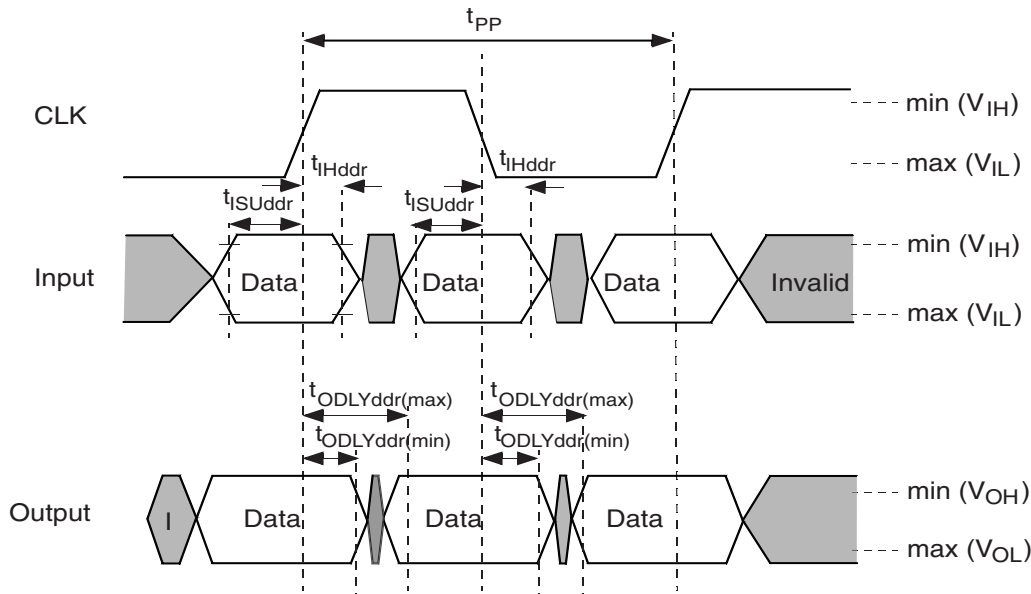 tPP
CLK
min (VIH)
tIHddr
tIHddr
max (VIL)
tISUddr
tISUddr
Input
Data
Data
Data
Invalid
min (VIH)
max (VIL)
tODLYddr(max)
tODLYddr(max)
tODLYddr(min)
tODLYddr(min)
Output
I
Data
Data
Data
min (VOH)
max (VOL)